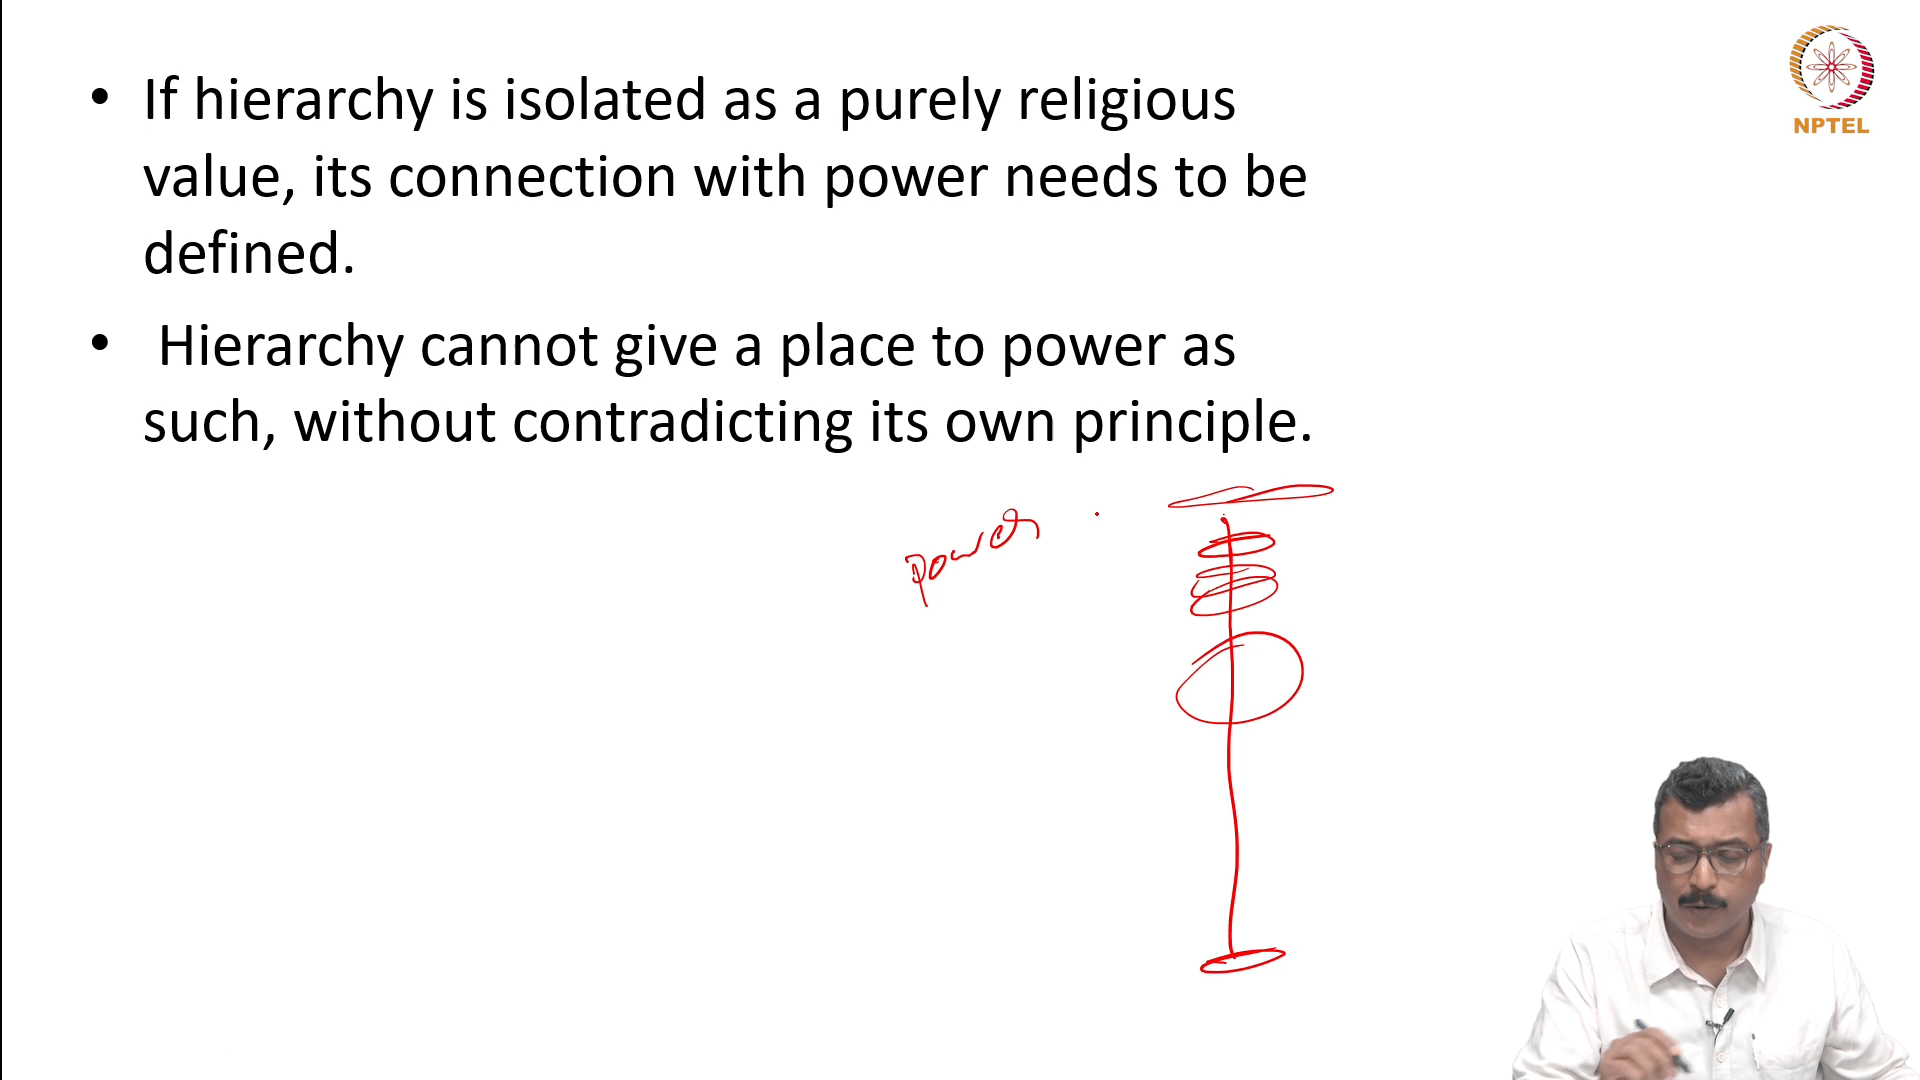 • If hierarchy is isolated as a purely religious
value, its connection with power needs to be
defined.
• Hierarchy cannot give a place to power as
such, without contradicting its own principle.
power
NPTEL